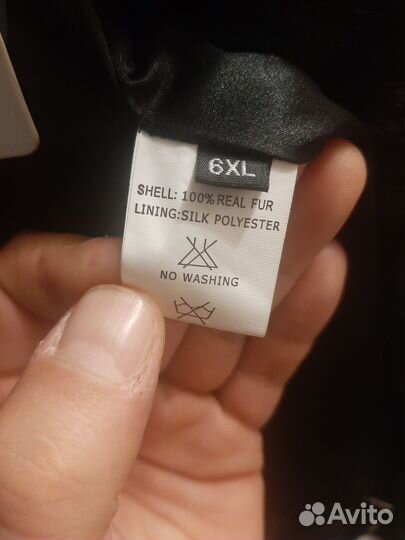 6XL
SHELL: 100% REAL FUR
LINING:SILK POLYESTER
NO WASHING
Avito